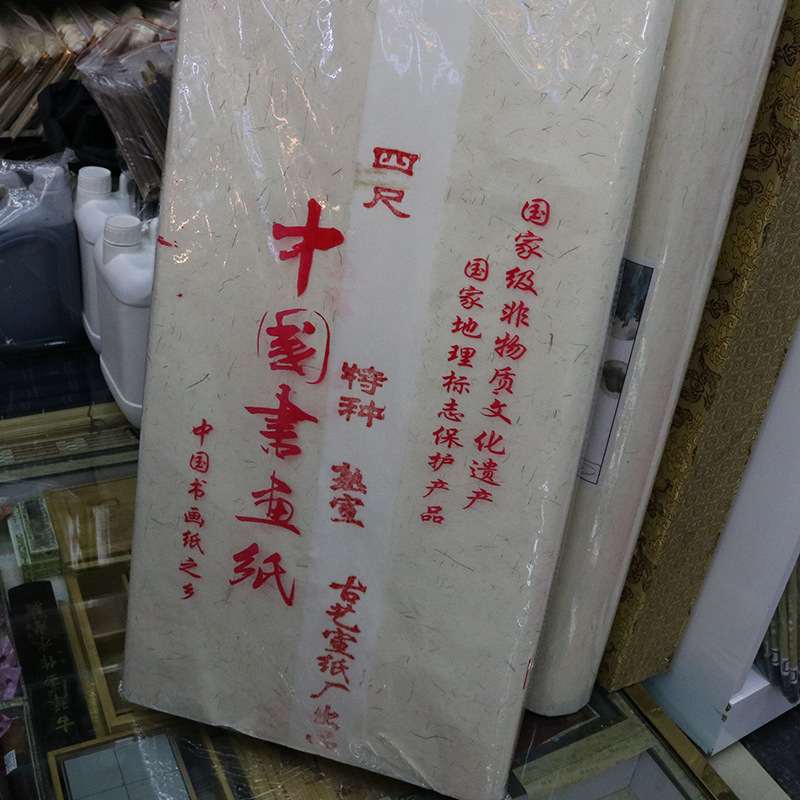 国家级非物质文化遗产
国家地理标志保护产品
四尺
特种
熟宣
古艺宣纸厂出品
中国書画纸
中国书画纸之乡